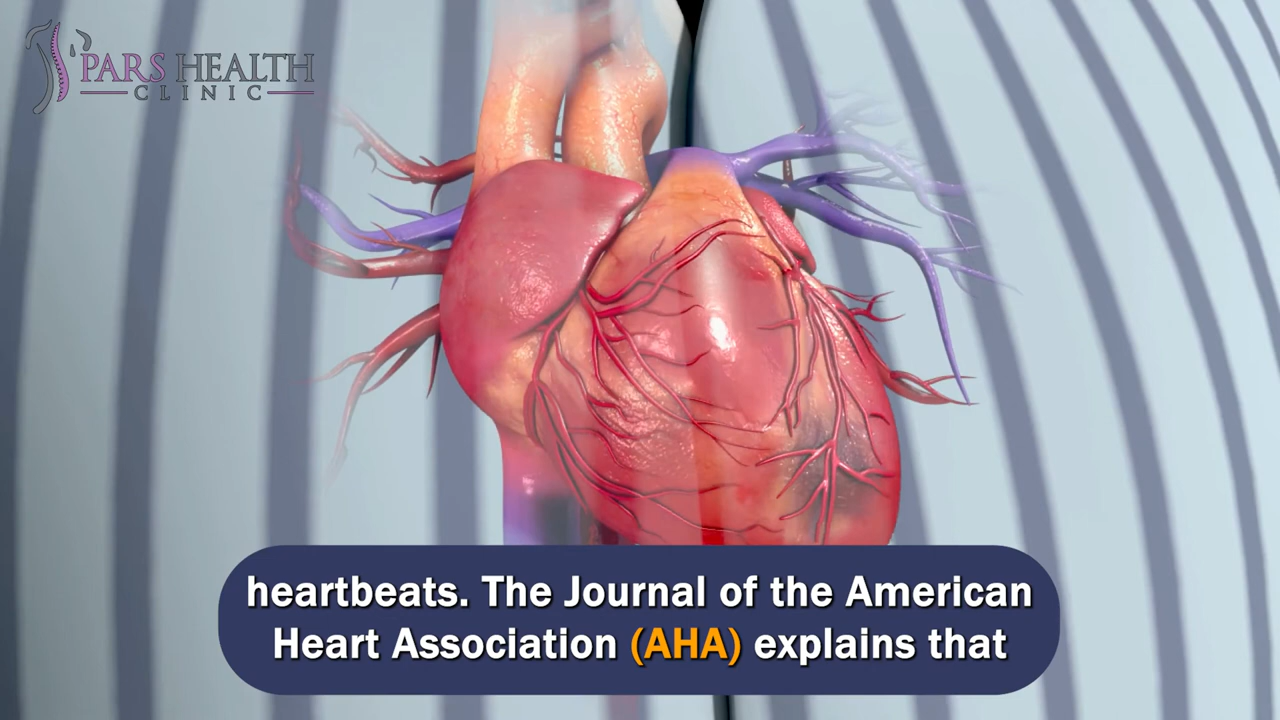 PARS HEALTH
CLINIC
heartbeats. The Journal of the American
Heart Association (AHA) explains that